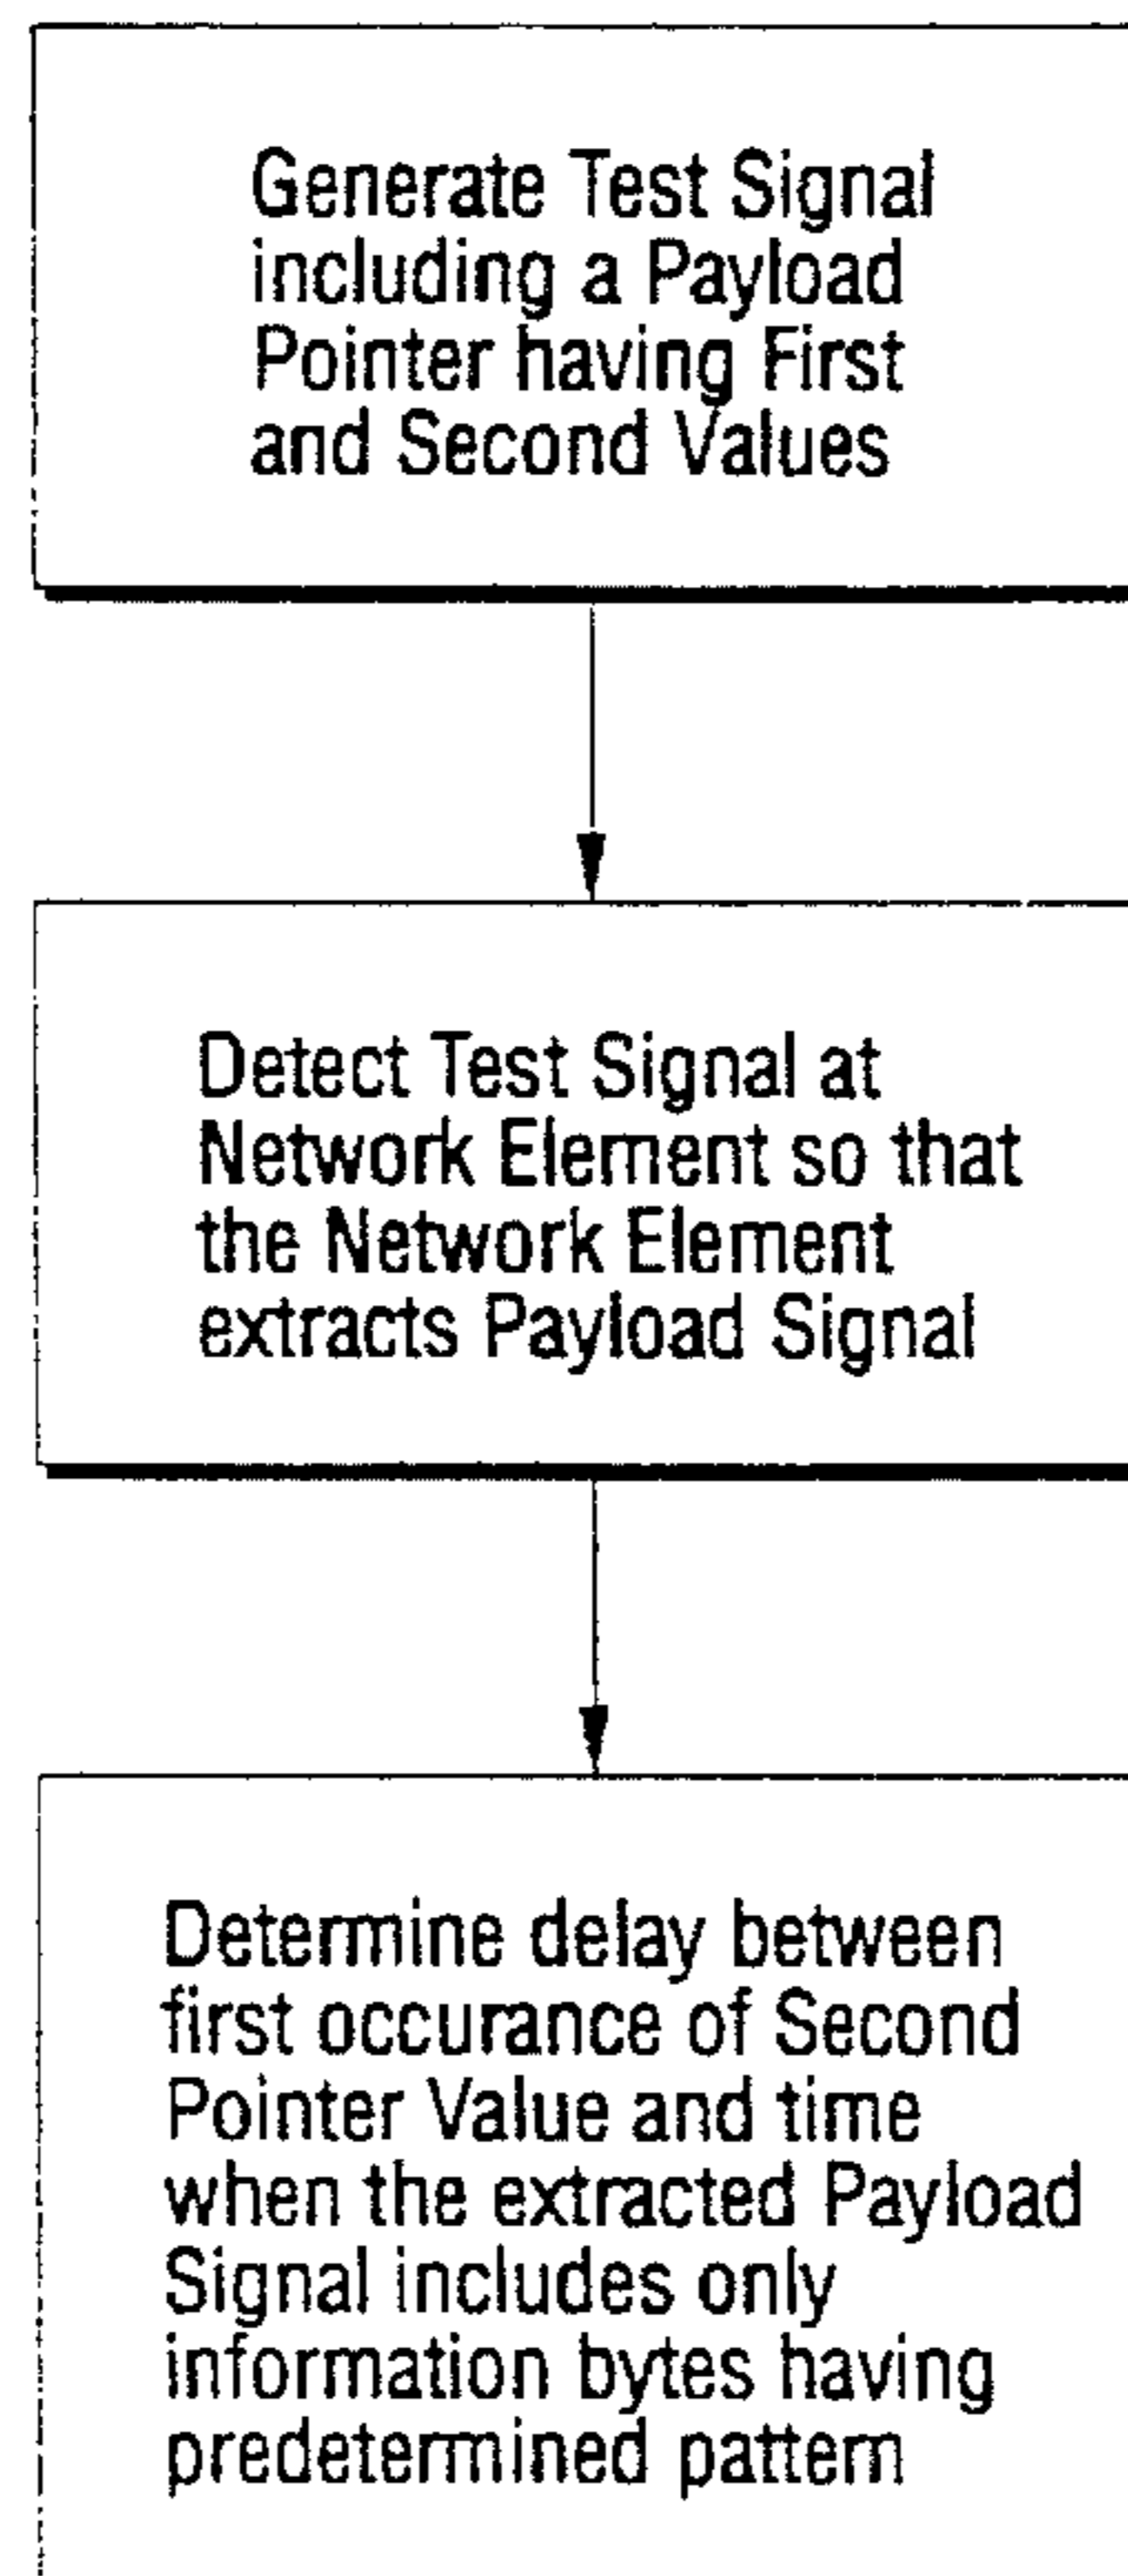 Generate Test Signal
including a Payload
Pointer having First
and Second Values
Detect Test Signal at
Network Element so that
the Network Element
extracts Payload Signal
Determine delay between
first occurance of Second
Pointer Value and time
when the extracted Payload
Signal includes only
information bytes having
predetermined pattern